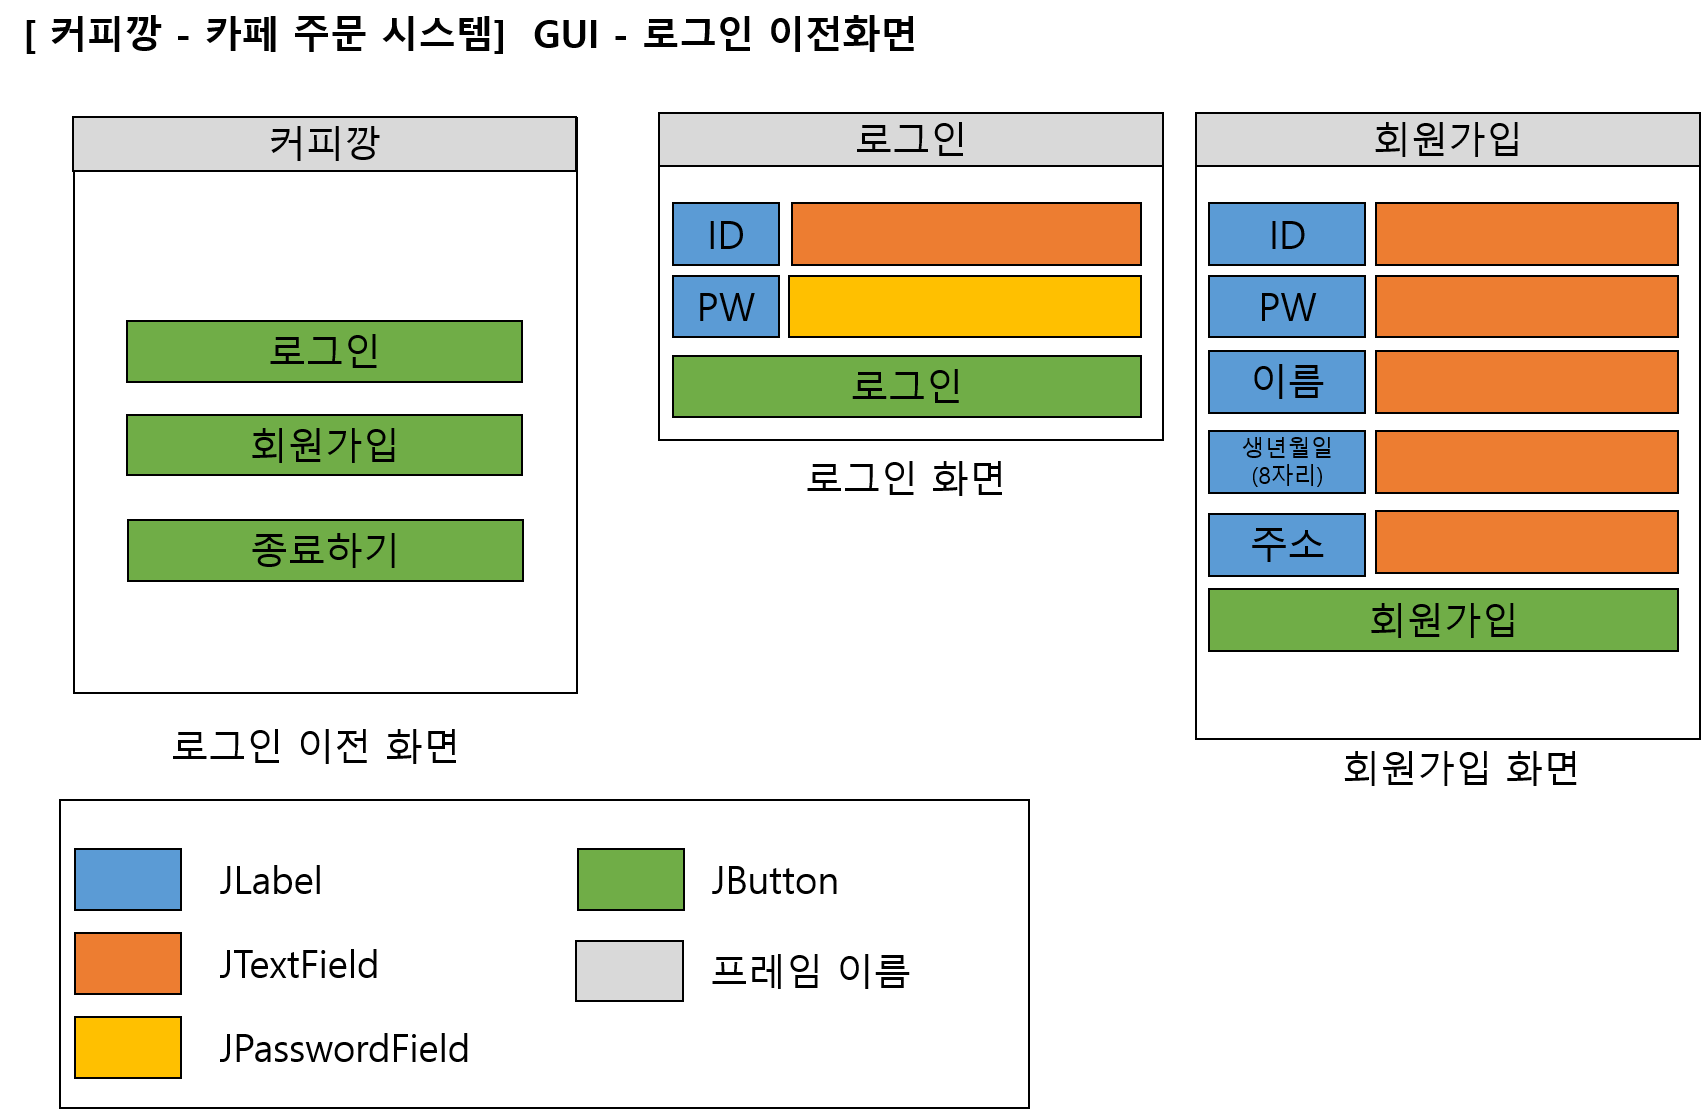 [ 커피깡 - 카페 주문 시스템]  GUI - 로그인 이전화면
커피깡
로그인
회원가입
종료하기
로그인 이전 화면
로그인
ID
PW
로그인
로그인 화면
회원가입
ID
PW
이름
생년월일
(8자리)
주소
회원가입
회원가입 화면
JLabel
JTextField
JPasswordField
JButton
프레임 이름